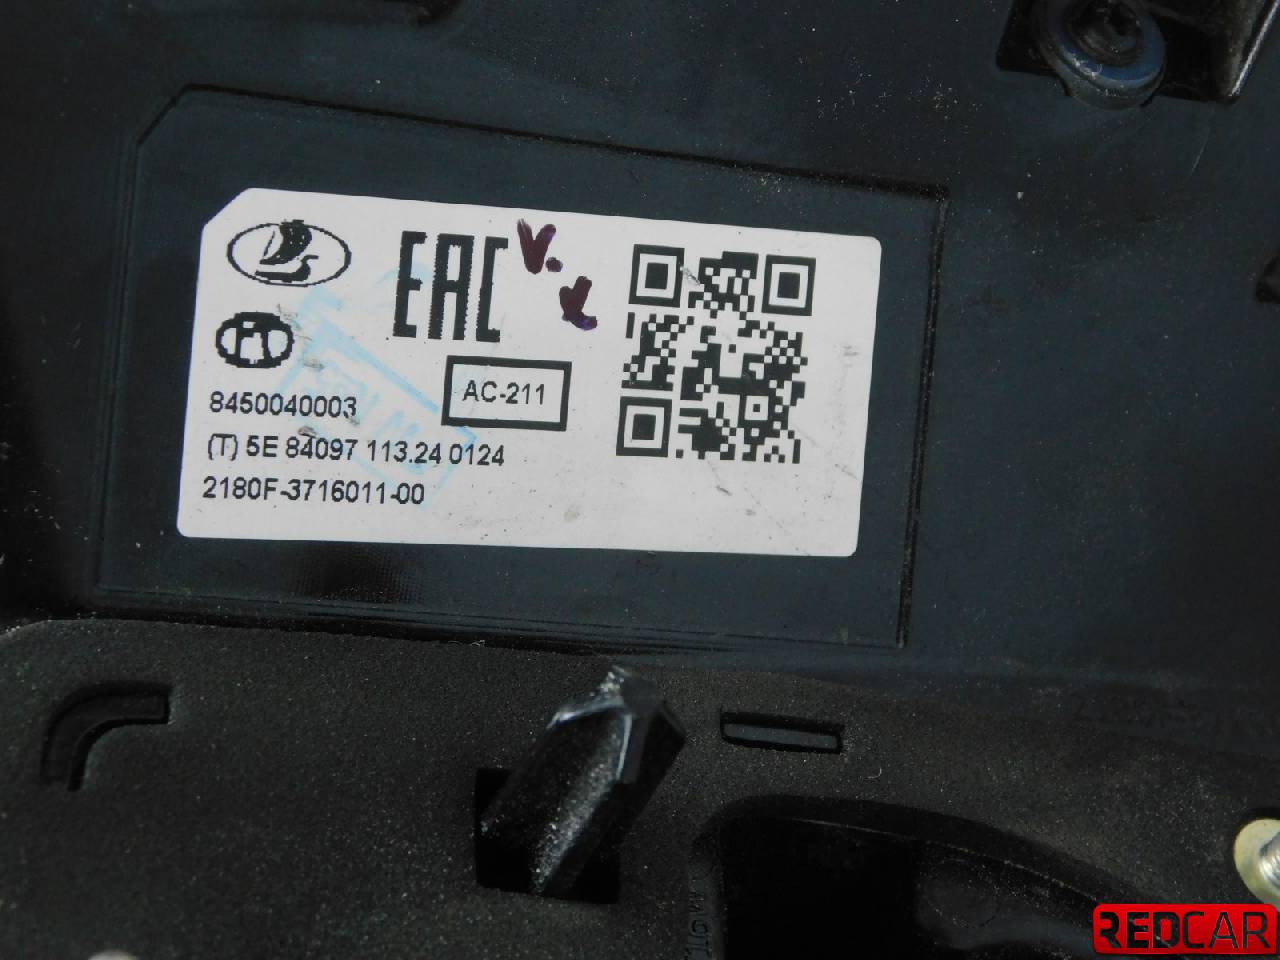 EAC
V.
AC-211
8450040003
(T) 5E 84097 113.24 0124
2180F-3716011-00
REDCAR